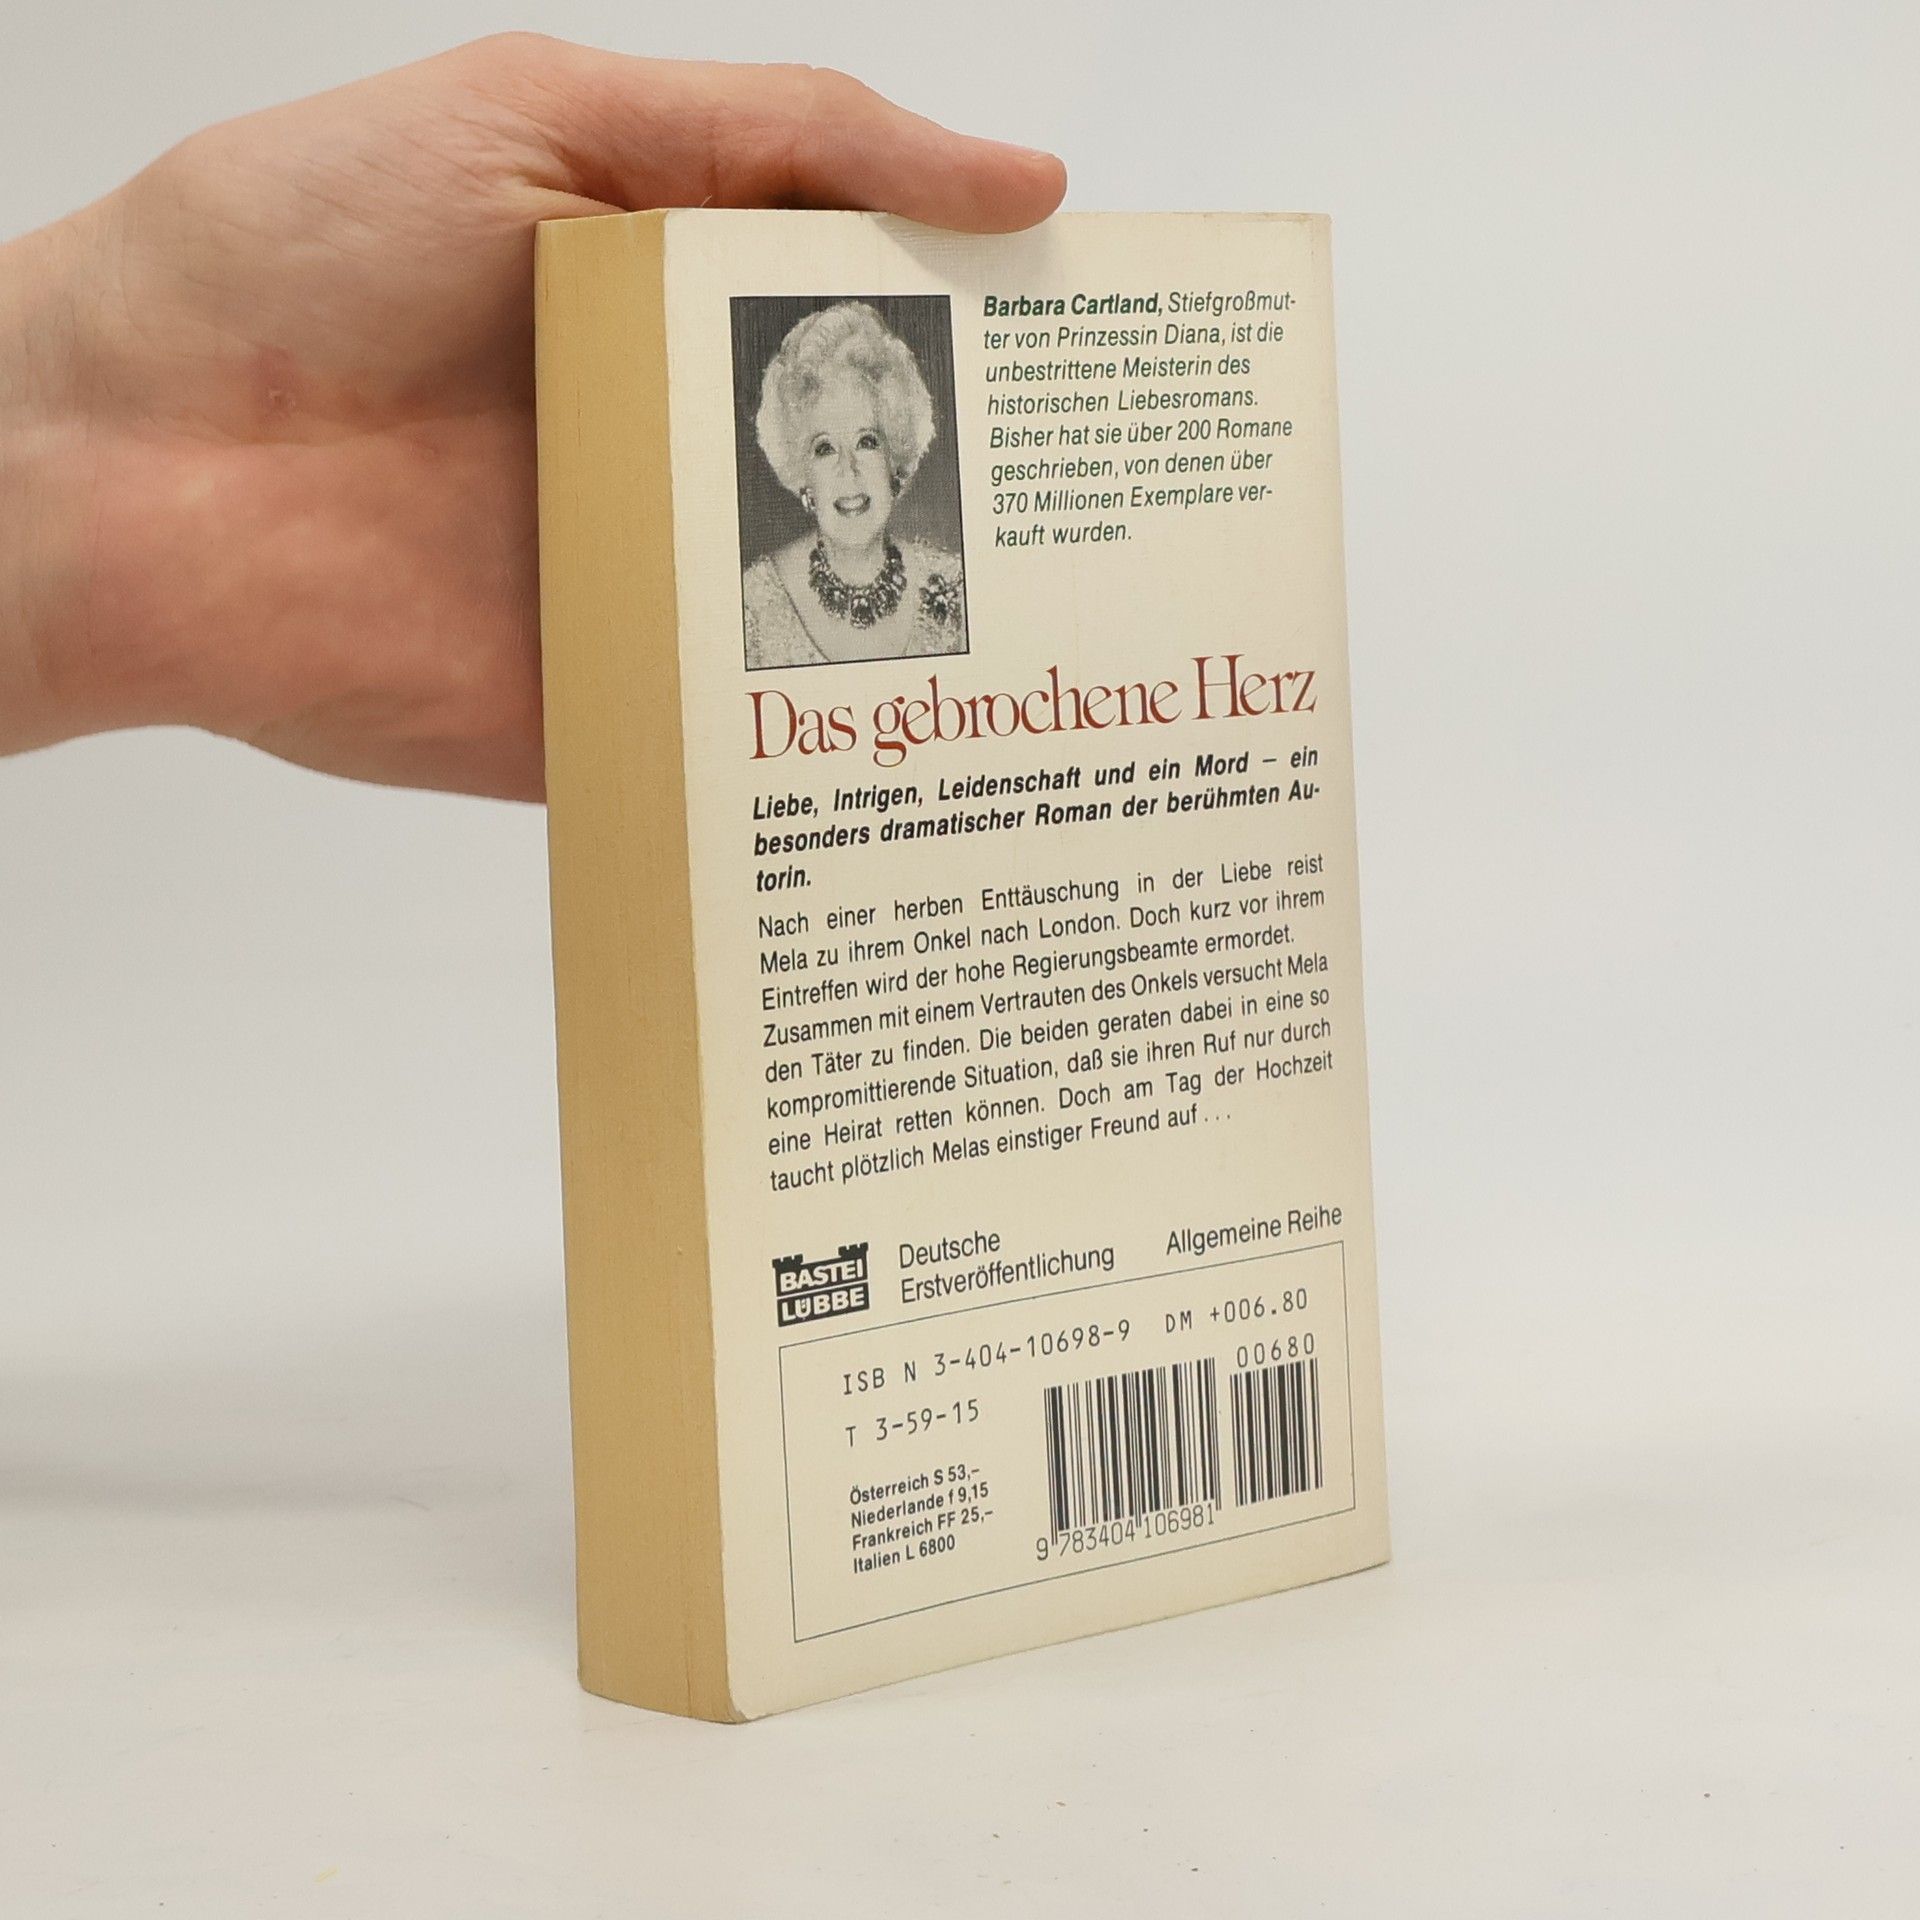 Barbara Cartland, Stiefgroßmut-
ter von Prinzessin Diana, ist die
unbestrittene Meisterin des
historischen Liebesromans.
Bisher hat sie über 200 Romane
geschrieben, von denen über
370 Millionen Exemplare ver-
kauft wurden.
Das gebrochene Herz
Liebe, Intrigen, Leidenschaft und ein Mord – ein
besonders dramatischer Roman der berühmten Au-
torin.
Nach einer herben Enttäuschung in der Liebe reist
Mela zu ihrem Onkel nach London. Doch kurz vor ihrem
Eintreffen wird der hohe Regierungsbeamte ermordet.
Zusammen mit einem Vertrauten des Onkels versucht Mela
den Täter zu finden. Die beiden geraten dabei in eine so
kompromittierende Situation, daß sie ihren Ruf nur durch
eine Heirat retten können. Doch am Tag der Hochzeit
taucht plötzlich Melas einstiger Freund auf . . .
BASTEI
LÜBBE
Deutsche
Erstveröffentlichung
Allgemeine Reihe
ISB N 3-404-10698-9 DM +006.80
00680
T 3-59-15
Österreich S 53,–
Niederlande f 9,15
Frankreich FF 25,–
Italien L 6800
9 783404 106981